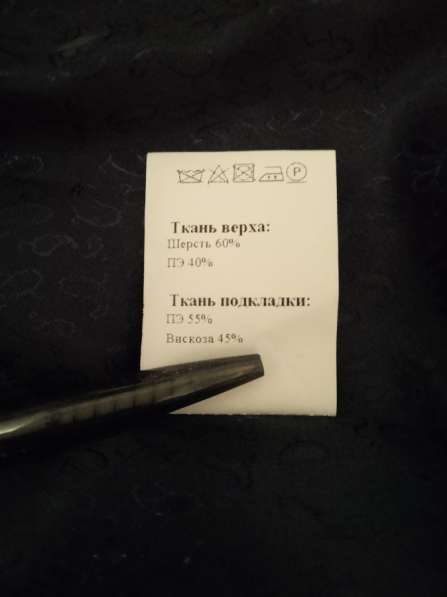 P
Ткань верха:
Шерсть 60%
ПЭ 40%
Ткань подкладки:
ПЭ 55%
Вискоза 45%